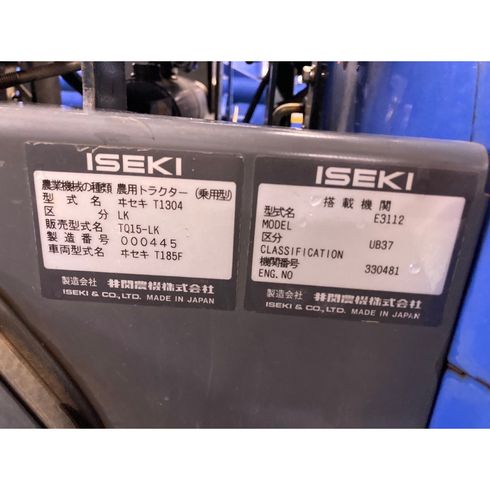 ISEKI
農業機械の種類 農用トラクター (乗用型)
型式名 ヰセキ T1304
区分 LK
販売型式名 TQ15-LK
製造番号 000445
車両型式名 ヰセキ T185F
製造会社 井関農機株式会社
ISEKI & CO., LTD. MADE IN JAPAN
ISEKI
搭載機関
型式名 E3112
MODEL
区分 UB37
CLASSIFICATION
機関番号 330481
ENG.NO
製造会社 井関農機株式会社
ISEKI & CO., LTD. MADE IN JAPAN